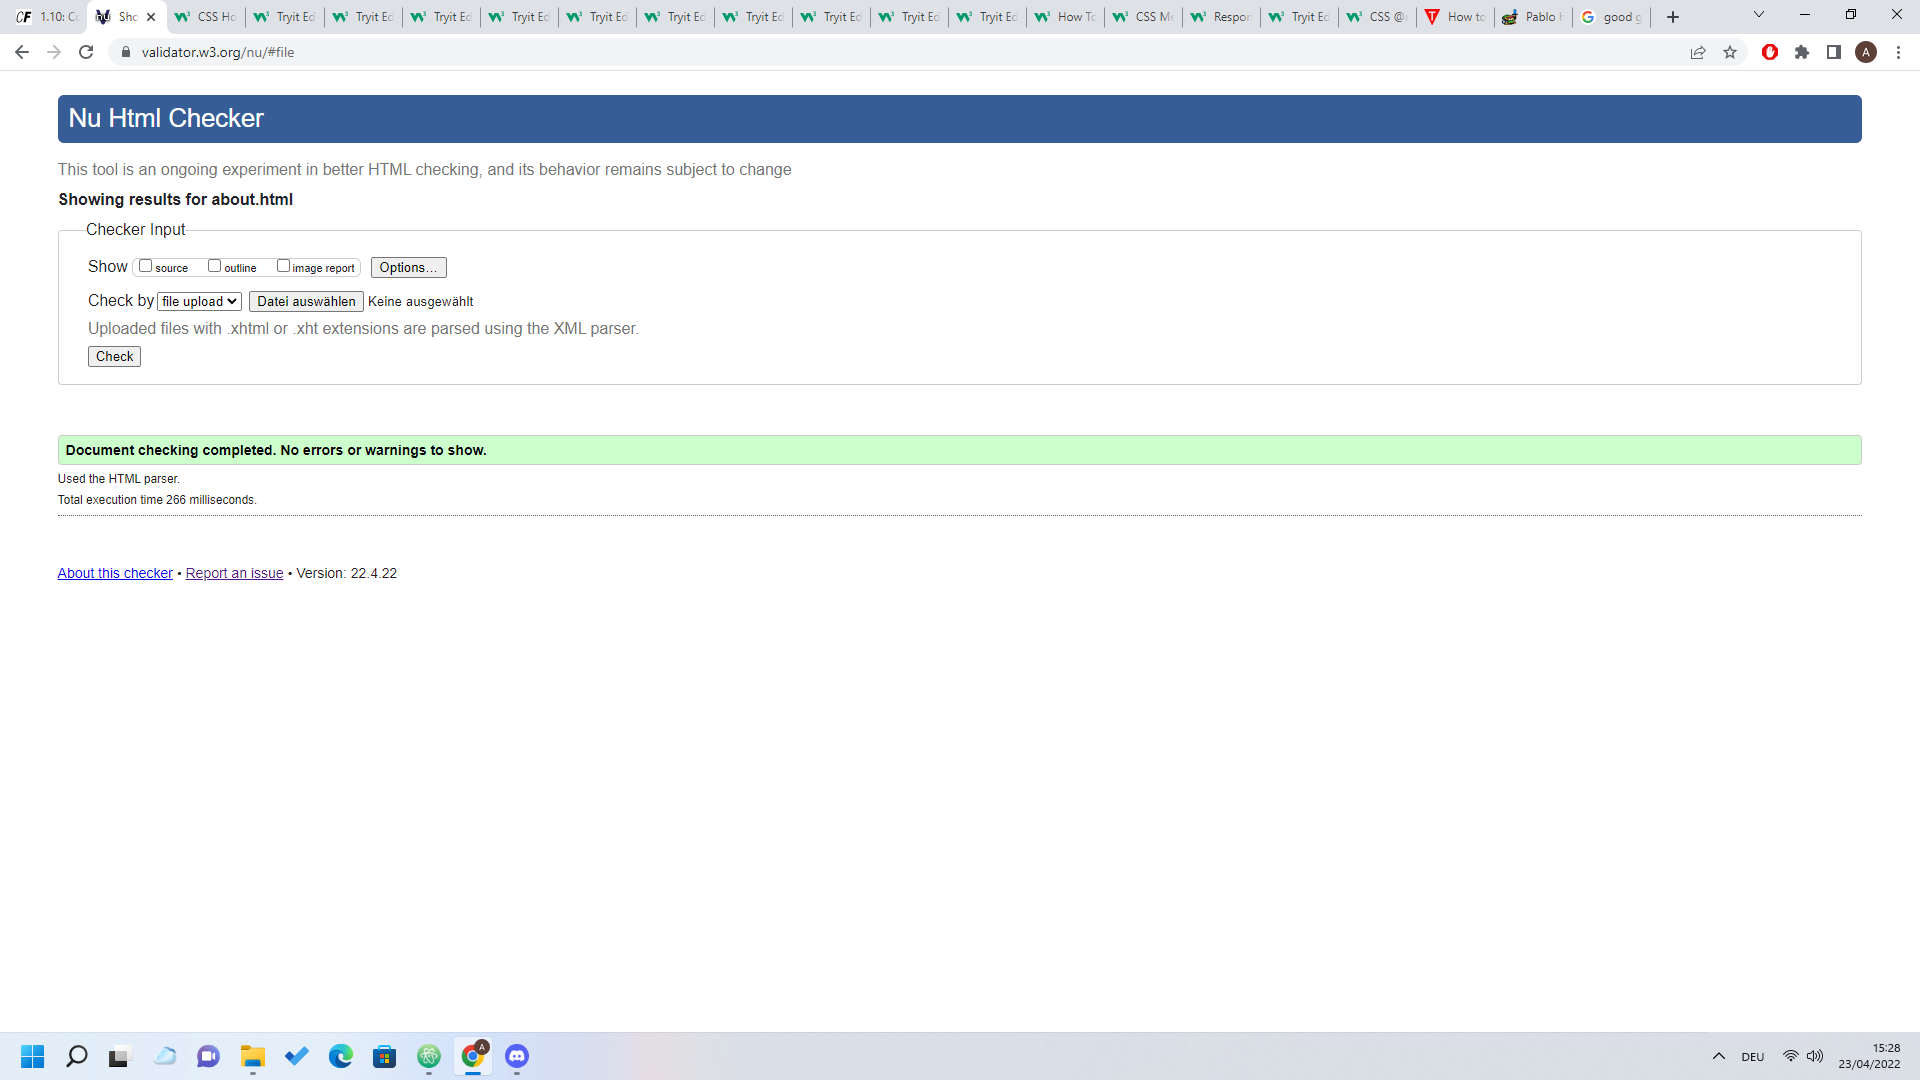 1.10: Co
Sho
CSS Ho
Tryit Ed
Tryit Ed
Tryit Ed
Tryit Ed
Tryit Ed
Tryit Ed
Tryit Ed
Tryit Ed
Tryit Ed
Tryit Ed
How To
CSS Me
Respon
Tryit Ed
CSS @
How to
Pablo h
good g
validator.w3.org/nu/#file
A
Nu Html Checker
This tool is an ongoing experiment in better HTML checking, and its behavior remains subject to change
Showing results for about.html
Checker Input
Show source outline image report Options...
Check by file upload Datei auswählen Keine ausgewählt
Uploaded files with .xhtml or .xht extensions are parsed using the XML parser.
Check
Document checking completed. No errors or warnings to show.
Used the HTML parser.
Total execution time 266 milliseconds.
About this checker • Report an issue • Version: 22.4.22
A
DEU
15:28
23/04/2022